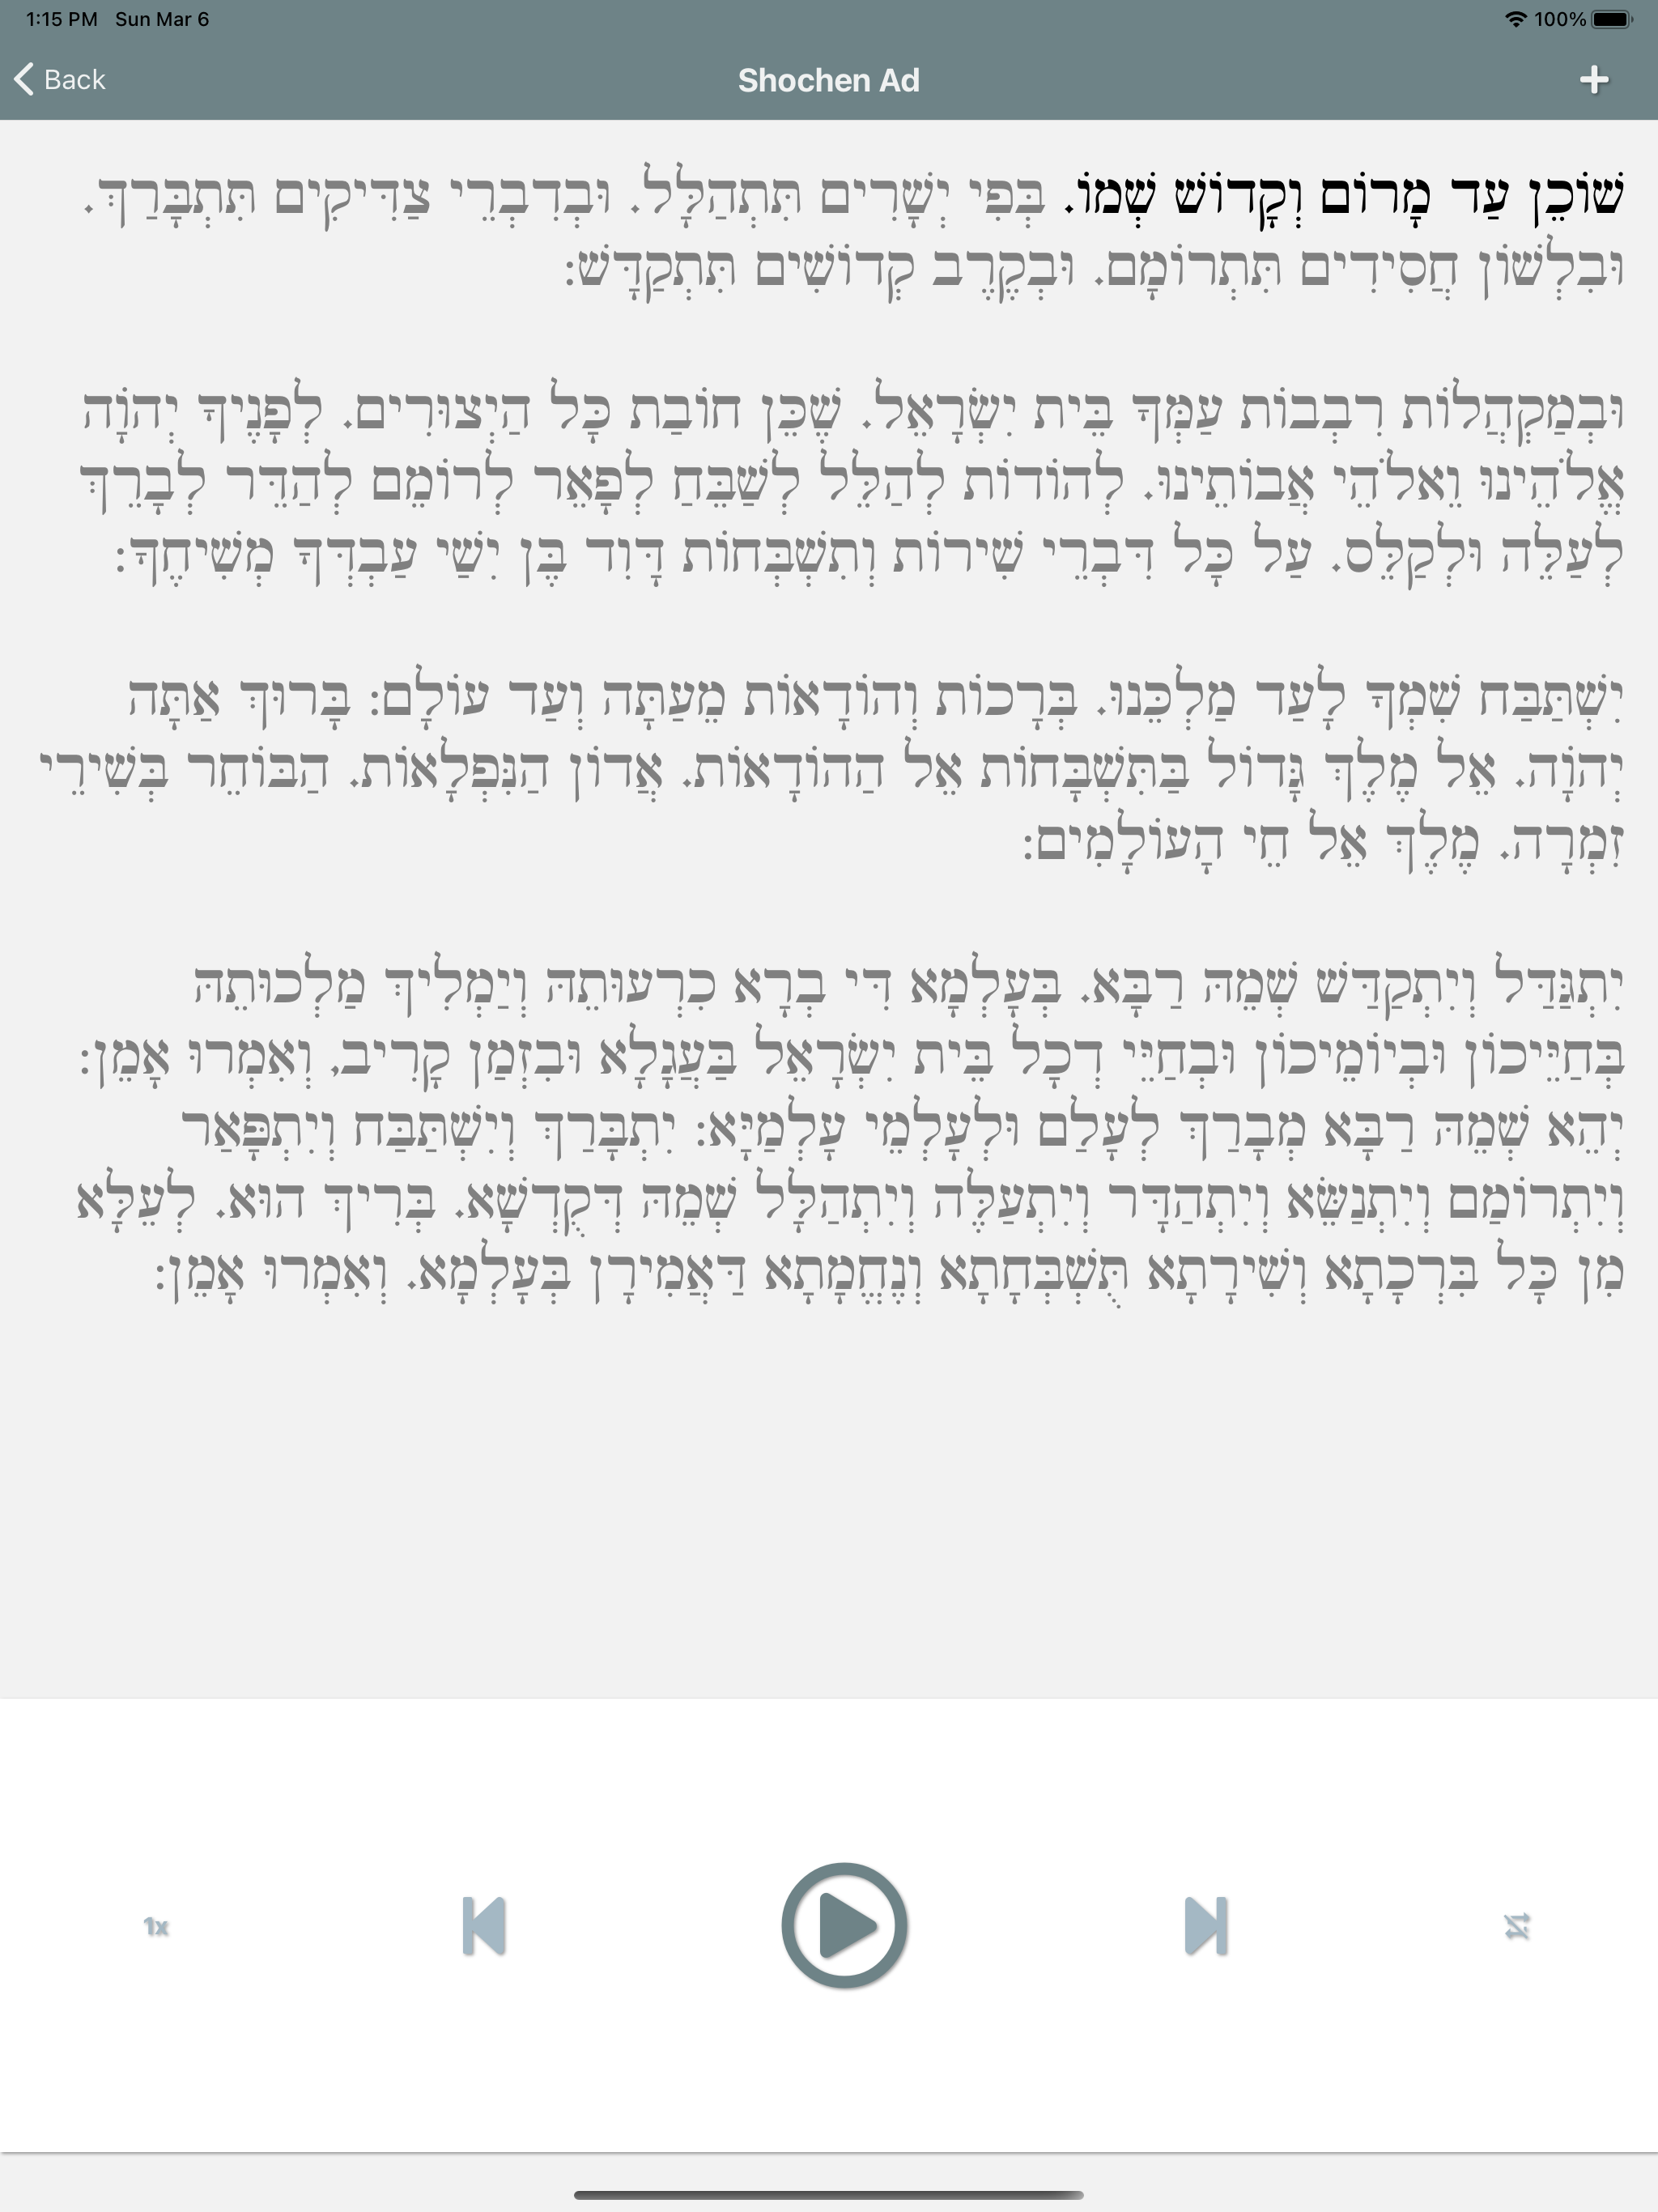 1:15 PM Sun Mar 6 100%
Back Shochen Ad +
שׁוֹכֵן עַד מָרוֹם וְקָדוֹשׁ שְׁמוֹ. בְּפִי יְשָׁרִים תִּתְהַלָּל. וּבְדִבְרֵי צַדִּיקִים תִּתְבָּרַךְ.
וּבִלְשׁוֹן חֲסִידִים תִּתְרוֹמָם. וּבְקֶרֶב קְדוֹשִׁים תִּתְקַדָּשׁ:
וּבְמַקְהֲלוֹת רִבְבוֹת עַמְּךָ בֵּית יִשְׂרָאֵל. שֶׁכֵּן חוֹבַת כָּל הַיְצוּרִים. לְפָנֶיךָ יְהוָֹה
אֱלֹהֵינוּ וֵאלֹהֵי אֲבוֹתֵינוּ. לְהוֹדוֹת לְהַלֵּל לְשַׁבֵּחַ לְפָאֵר לְרוֹמֵם לְהַדֵּר לְבָרֵךְ
לְעַלֵּה וּלְקַלֵּס. עַל כָּל דִּבְרֵי שִׁירוֹת וְתִשְׁבְּחוֹת דָּוִד בֶּן יִשַׁי עַבְדְּךָ מְשִׁיחֶךָ:
יִשְׁתַּבַּח שִׁמְךָ לָעַד מַלְכֵּנוּ. בְּרָכוֹת וְהוֹדָאוֹת מֵעַתָּה וְעַד עוֹלָם: בָּרוּךְ אַתָּה
יְהוָֹה. אֵל מֶלֶךְ גָּדוֹל בַּתִּשְׁבָּחוֹת אֵל הַהוֹדָאוֹת. אֲדוֹן הַנִּפְלָאוֹת. הַבּוֹחֵר בְּשִׁירֵי
זִמְרָה. מֶלֶךְ אֵל חֵי הָעוֹלָמִים:
יִתְגַּדַּל וְיִתְקַדַּשׁ שְׁמֵהּ רַבָּא. בְּעָלְמָא דִּי בְרָא כִרְעוּתֵהּ וְיַמְלִיךְ מַלְכוּתֵהּ
בְּחַיֵּיכוֹן וּבְיוֹמֵיכוֹן וּבְחַיֵּי דְכָל בֵּית יִשְׂרָאֵל בַּעֲגָלָא וּבִזְמַן קָרִיב, וְאִמְרוּ אָמֵן:
יְהֵא שְׁמֵהּ רַבָּא מְבָרַךְ לְעָלַם וּלְעָלְמֵי עָלְמַיָּא: יִתְבָּרַךְ וְיִשְׁתַּבַּח וְיִתְפָּאַר
וְיִתְרוֹמַם וְיִתְנַשֵּׂא וְיִתְהַדָּר וְיִתְעַלֶּה וְיִתְהַלָּל שְׁמֵהּ דְּקֻדְשָׁא. בְּרִיךְ הוּא. לְעֵלָּא
מִן כָּל בִּרְכָתָא וְשִׁירָתָא תֻּשְׁבְּחָתָא וְנֶחֱמָתָא דַּאֲמִירָן בְּעָלְמָא. וְאִמְרוּ אָמֵן:
1x